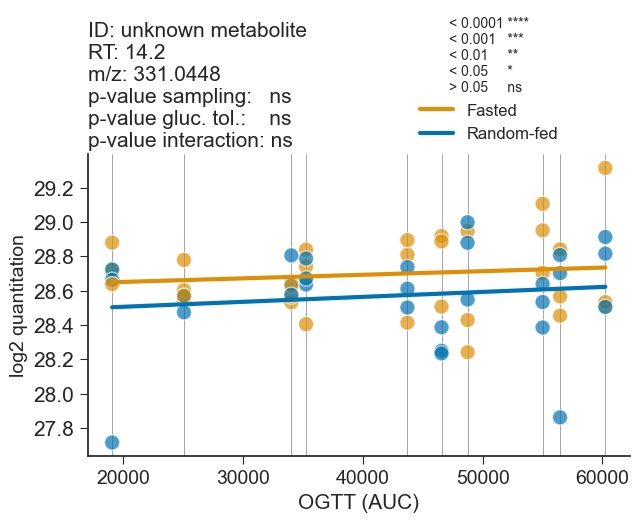 ID: unknown metabolite
RT: 14.2
m/z: 331.0448
p-value sampling: ns
p-value gluc. tol.: ns
p-value interaction: ns
< 0.0001 ****
< 0.001 ***
< 0.01 **
< 0.05 *
> 0.05 ns
Fasted
Random-fed
29.2
29.0
28.8
28.6
28.4
28.2
28.0
27.8
log2 quantitation
20000 30000 40000 50000 60000
OGTT (AUC)